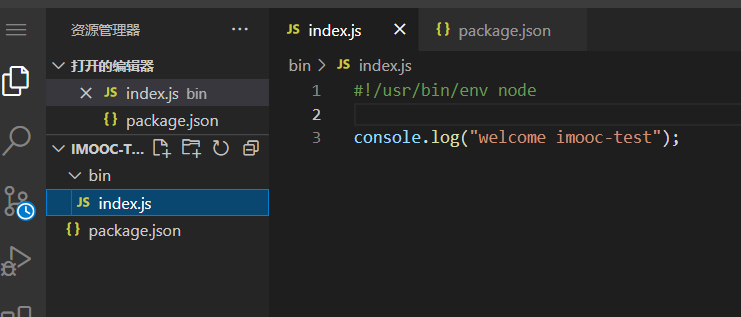 资源管理器
打开的编辑器
JS index.js bin
{} package.json
IMOOC-T...
bin
JS index.js
{} package.json
JS index.js
{} package.json
bin > JS index.js
1 #!/usr/bin/env node
2
3 console.log("welcome imooc-test");